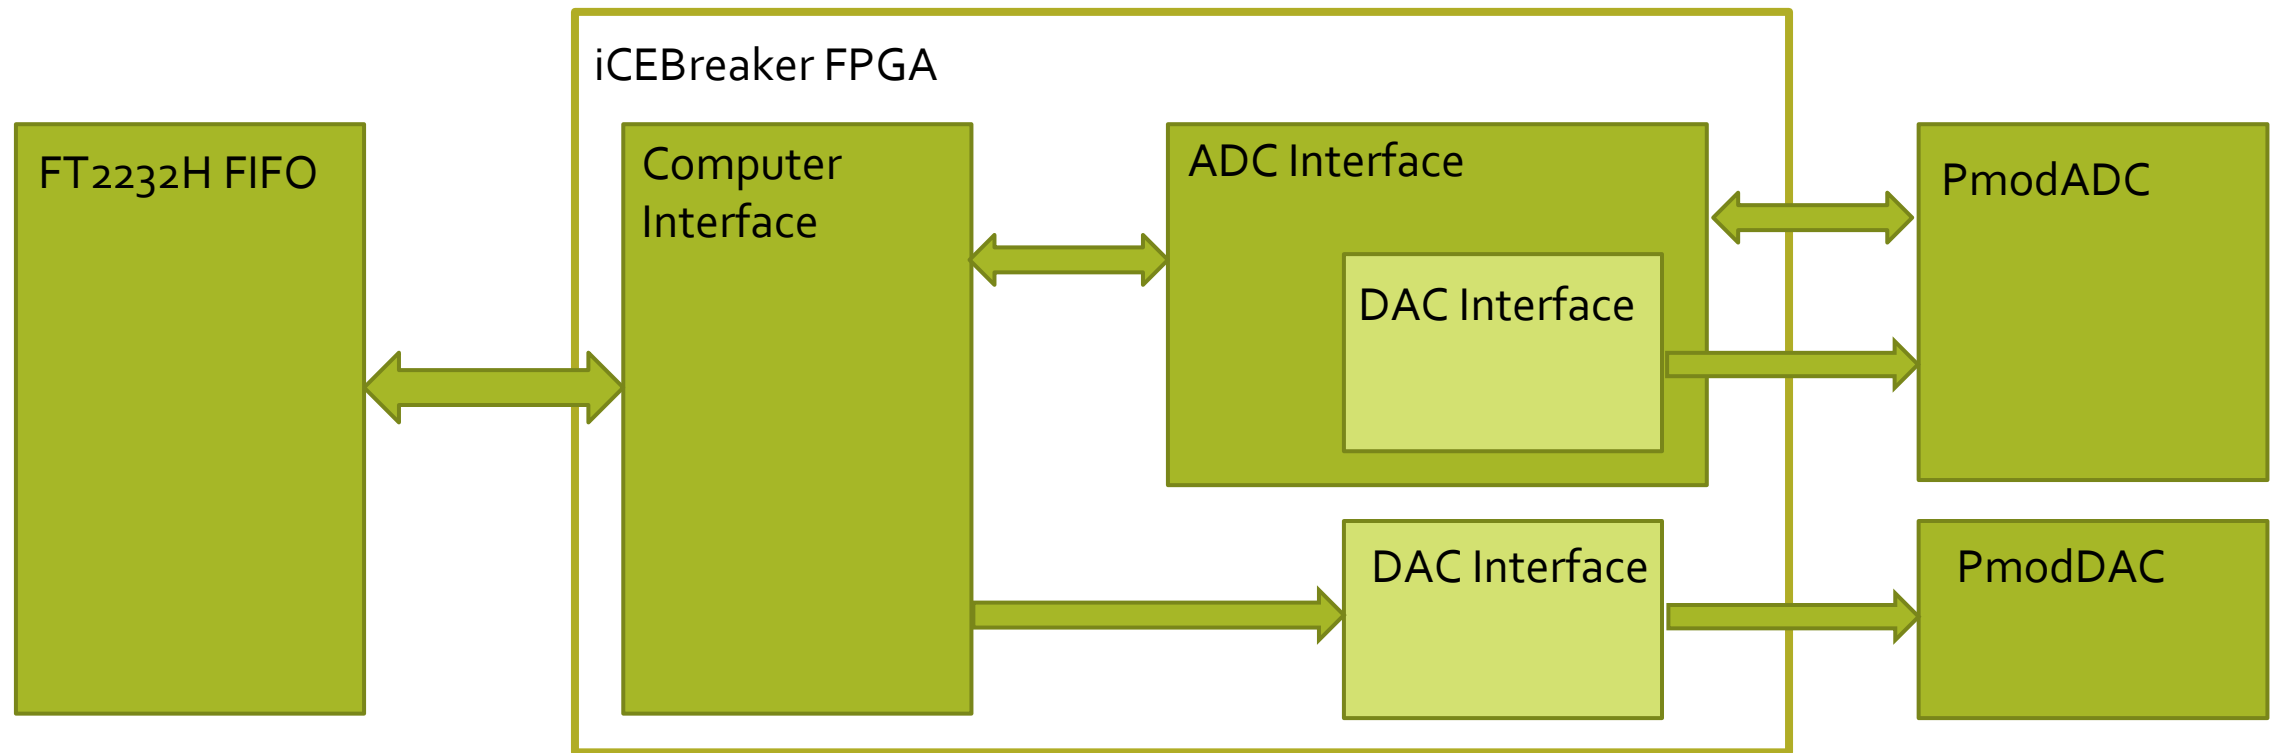 iCEBreaker FPGA
FT2232H FIFO
Computer
Interface
ADC Interface
DAC Interface
PmodADC
DAC Interface
PmodDAC